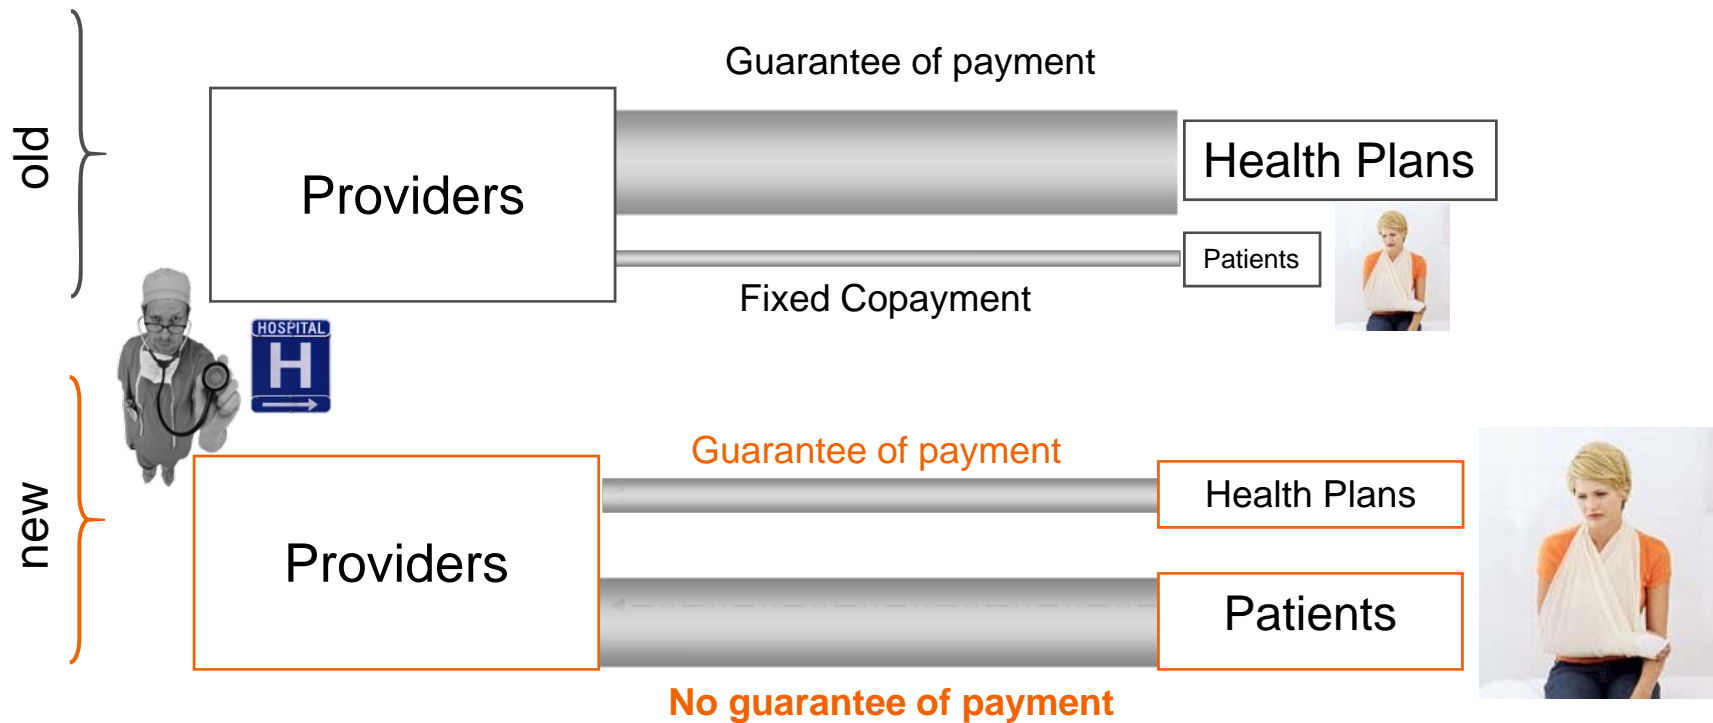 old
Guarantee of payment
Providers
Health Plans
Patients
Fixed Copayment
HOSPITAL
H
new
Guarantee of payment
Providers
Health Plans
Patients
No guarantee of payment